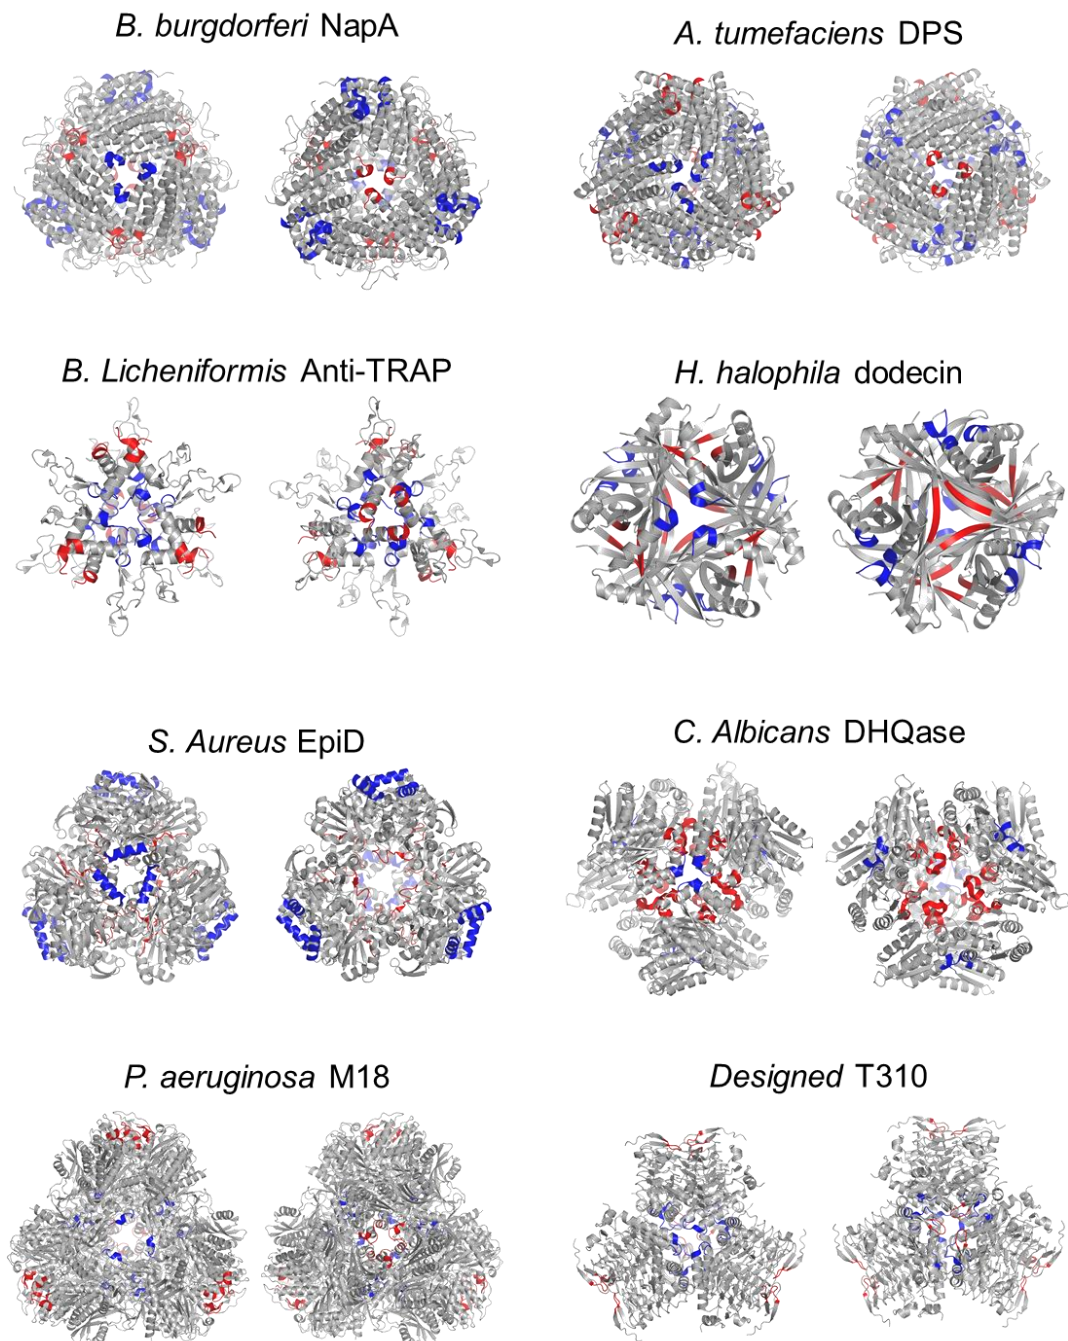 B. burgdorferi NapA
A. tumefaciens DPS
B. Licheniformis Anti-TRAP
H. halophila dodecin
S. Aureus EpiD
C. Albicans DHQase
P. aeruginosa M18
Designed T310